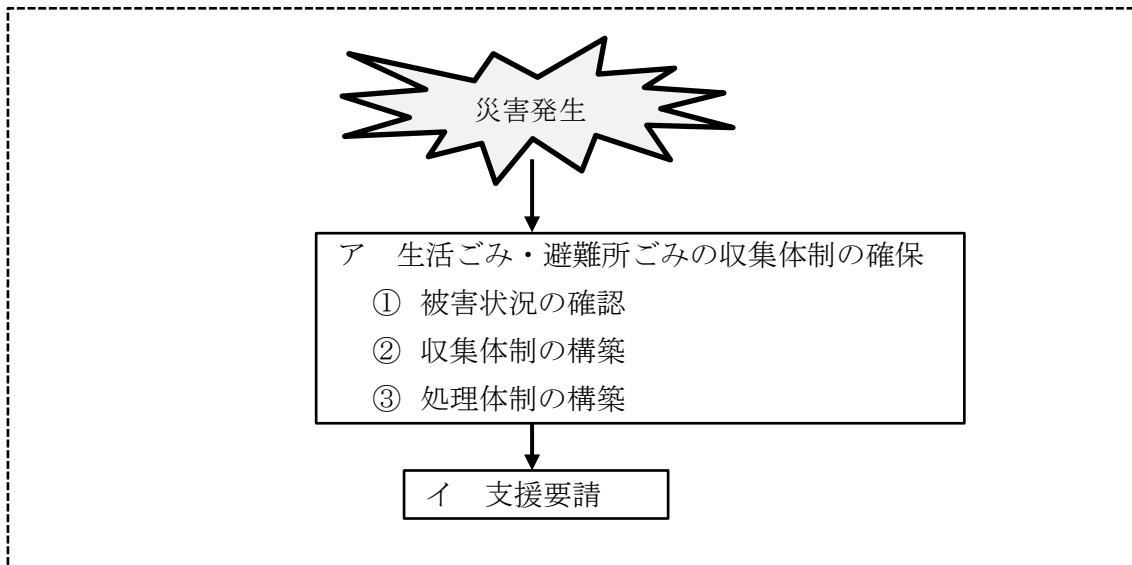 災害発生
ア 生活ごみ・避難所ごみの収集体制の確保
① 被害状況の確認
② 収集体制の構築
③ 処理体制の構築
イ 支援要請